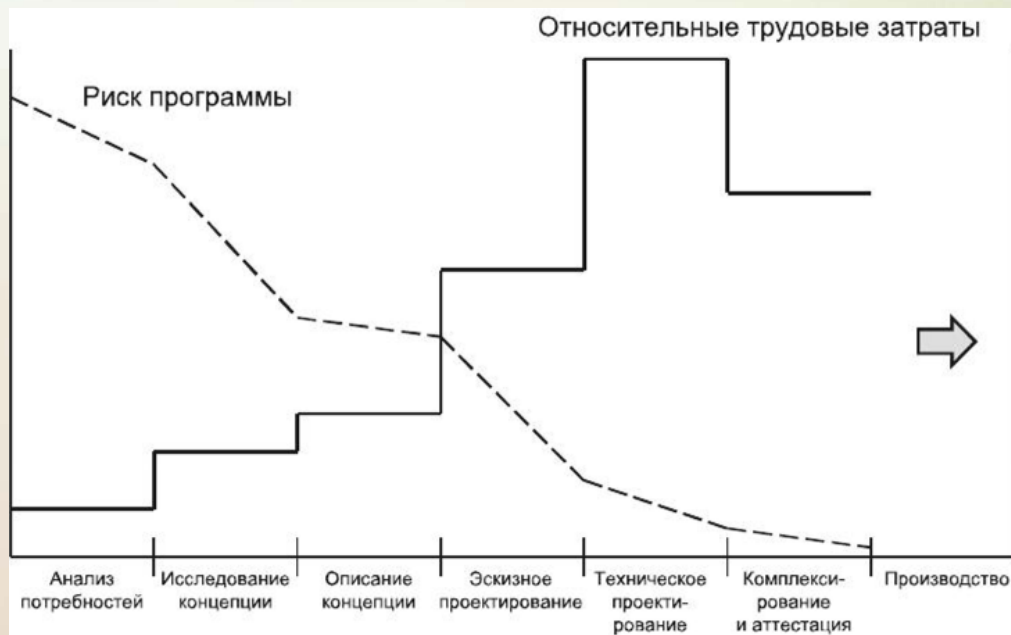 Относительные трудовые затраты
Риск программы
Анализ
потребностей
Исследование
концепции
Описание
концепции
Эскизное
проектирование
Техническое
проекти-
рование
Комплекси-
рование
и аттестация
Производство